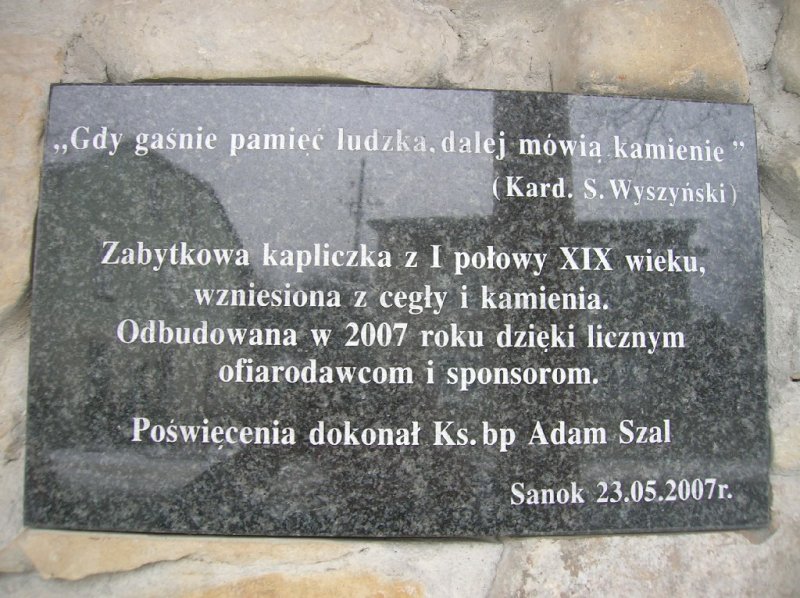 „Gdy gaśnie pamięć ludzka, dalej mówią kamienie”
(Kard. S. Wyszyński)
Zabytkowa kapliczka z I połowy XIX wieku,
wzniesiona z cegły i kamienia.
Odbudowana w 2007 roku dzięki licznym
ofiarodawcom i sponsorom.
Poświęcenia dokonał Ks. bp Adam Szal
Sanok 23.05.2007r.